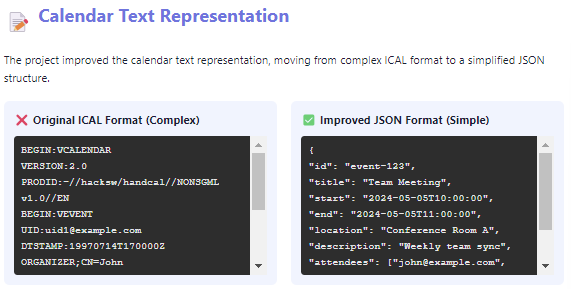 Calendar Text Representation
The project improved the calendar text representation, moving from complex ICAL format to a simplified JSON
structure.
Original ICAL Format (Complex)
BEGIN:VCALENDAR
VERSION:2.0
PRODID:-//hacksw/handcal//NONSGML
v1.0//EN
BEGIN:VEVENT
UID:uid1@example.com
DTSTAMP:19970714T170000Z
ORGANIZER;CN=John
Improved JSON Format (Simple)
{
"id": "event-123",
"title": "Team Meeting",
"start": "2024-05-05T10:00:00",
"end": "2024-05-05T11:00:00",
"location": "Conference Room A",
"description": "Weekly team sync",
"attendees": ["john@example.com",